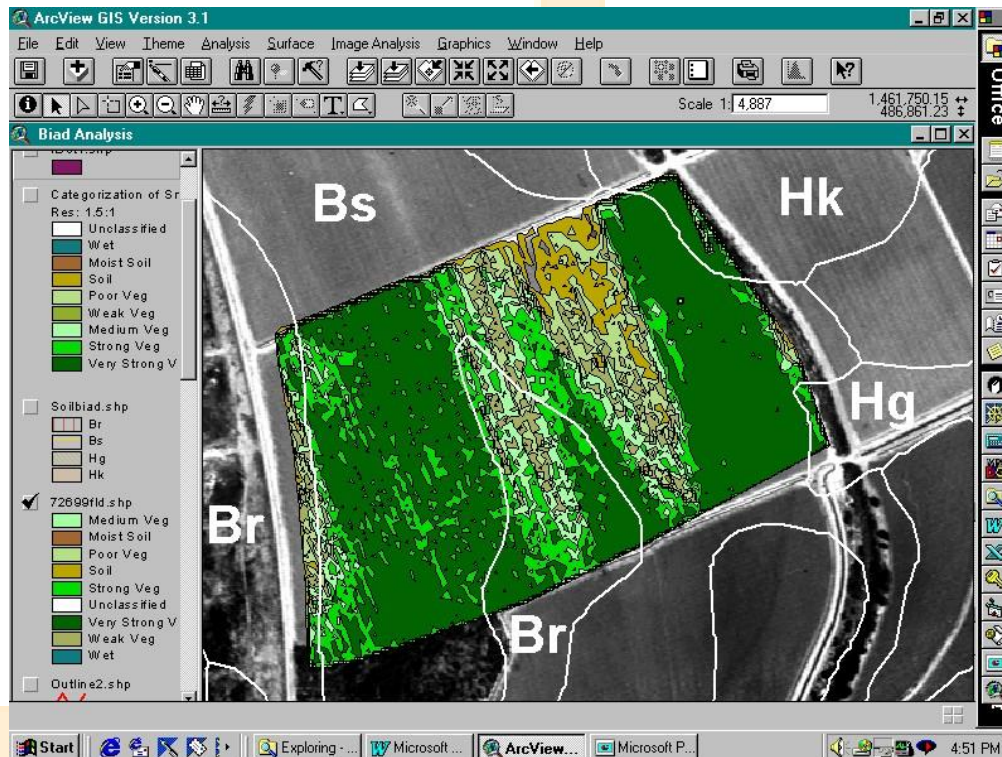 ArcView GIS Version 3.1
File Edit View Theme Analysis Surface Image Analysis Graphics Window Help
Scale 1: 4,887
1,461,750.15
486,861.23
Biad Analysis
Categorization of Sr
Res: 1.5:1
Unclassified
Wet
Moist Soil
Soil
Poor Veg
Weak Veg
Medium Veg
Strong Veg
Very Strong V
Soilbiad.shp
Br
Bs
Hg
Hk
72699fld.shp
Medium Veg
Moist Soil
Poor Veg
Soil
Strong Veg
Unclassified
Very Strong V
Weak Veg
Wet
Outline2.shp
Bs
Hk
Hg
Br
Br
Office
Start
Exploring - ...
Microsoft ...
ArcView...
Microsoft P...
4:51 PM